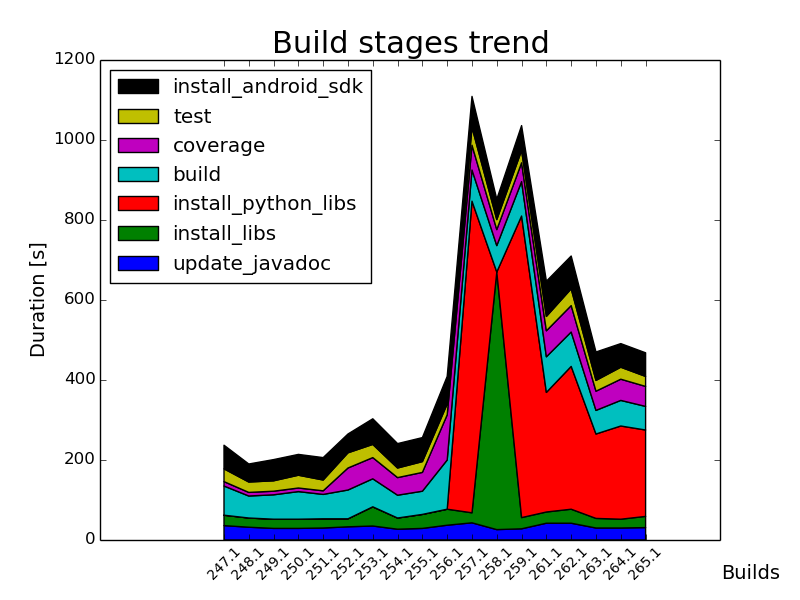 Build stages trend
1200
1000
800
600
400
200
0
Duration [s]
install_android_sdk
test
coverage
build
install_python_libs
install_libs
update_javadoc
247.1
248.1
249.1
250.1
251.1
252.1
253.1
254.1
255.1
256.1
257.1
258.1
259.1
261.1
262.1
263.1
264.1
265.1
Builds